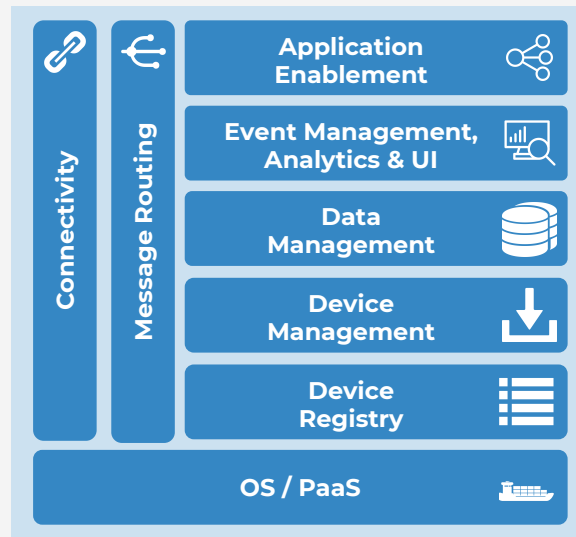 Connectivity
Message Routing
Application
Enablement
Event Management,
Analytics & UI
Data
Management
Device
Management
Device
Registry
OS / PaaS